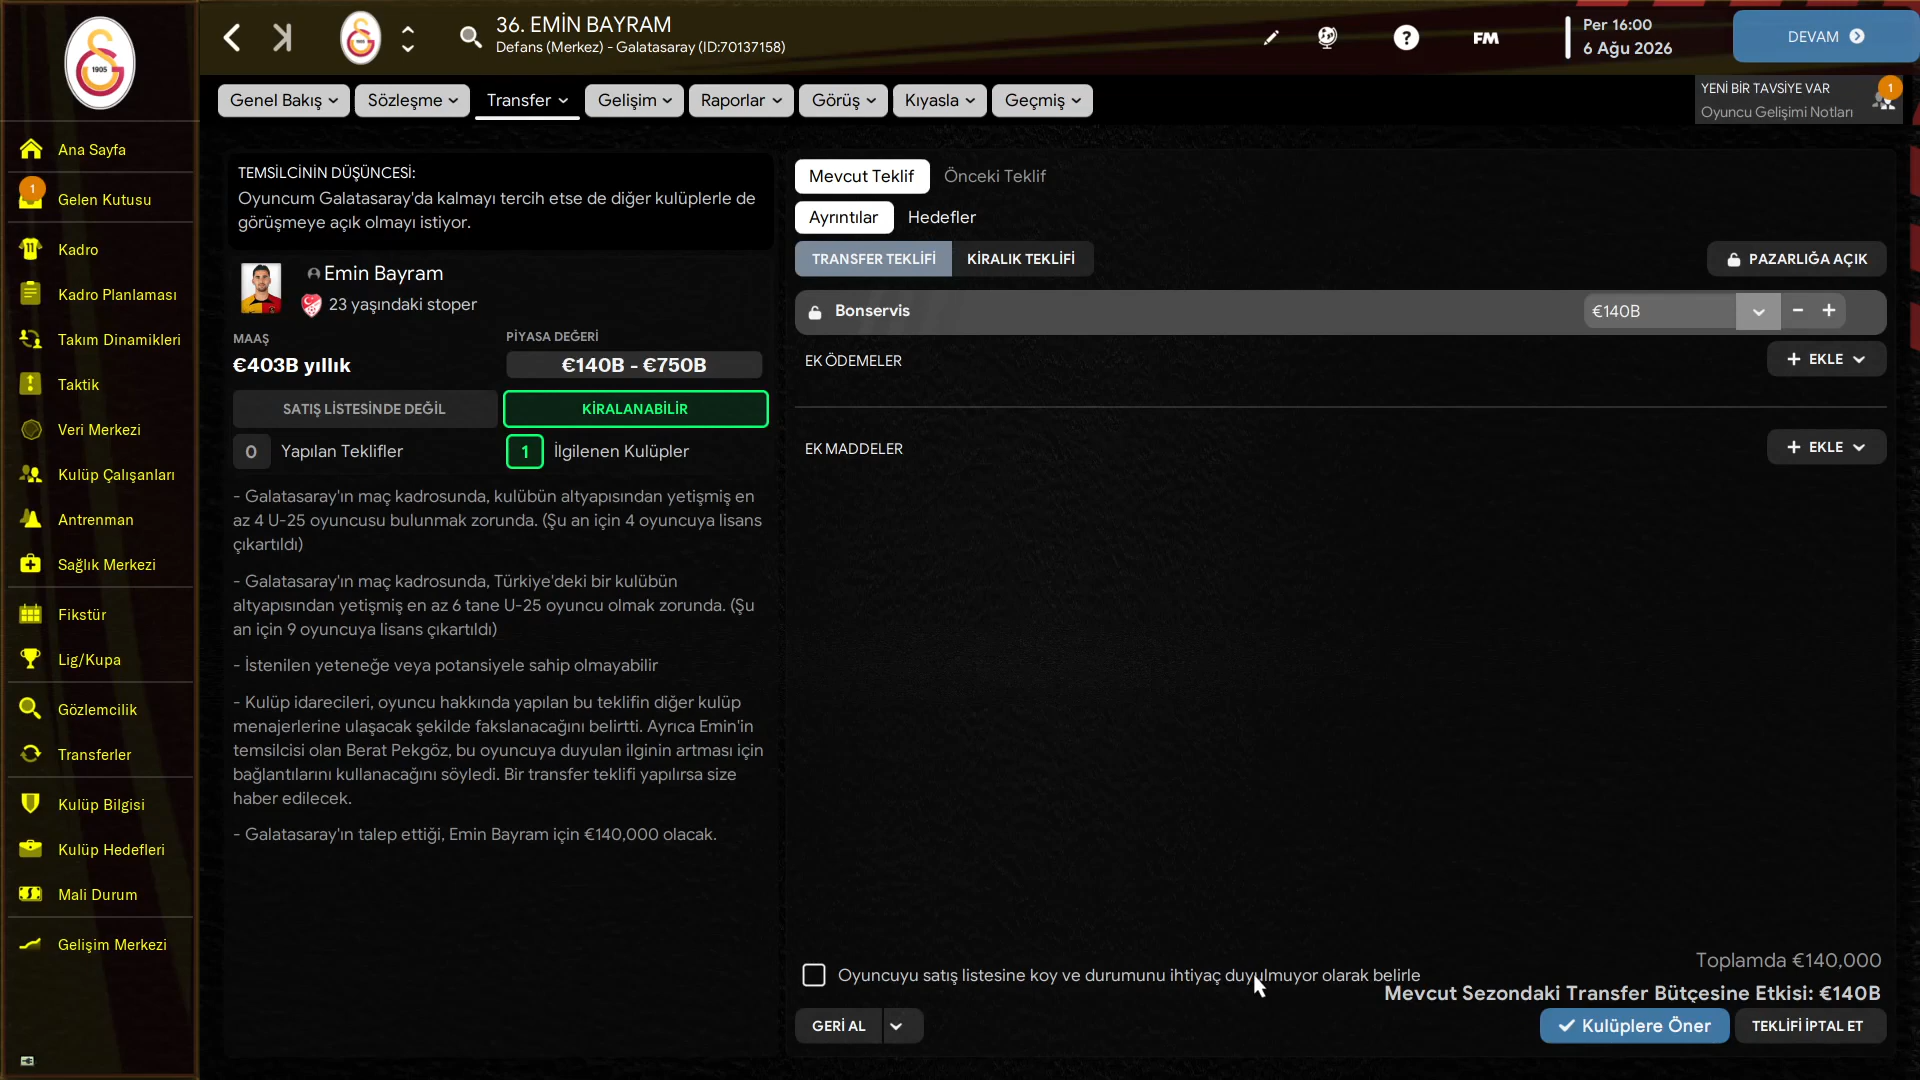 36. EMİN BAYRAM
Defans (Merkez) - Galatasaray (ID:70137158)
FM
Per 16:00
6 Ağu 2026
DEVAM
1905
Genel Bakış
Sözleşme
Transfer
Gelişim
Raporlar
Görüş
Kıyasla
Geçmiş
YENİ BİR TAVSİYE VAR
Oyuncu Gelişimi Notları
1
Ana Sayfa
1
Gelen Kutusu
11
Kadro
Kadro Planlaması
Takım Dinamikleri
Taktik
Veri Merkezi
Kulüp Çalışanları
Antrenman
Sağlık Merkezi
Fikstür
Lig/Kupa
Gözlemcilik
Transferler
Kulüp Bilgisi
Kulüp Hedefleri
Mali Durum
Gelişim Merkezi
TEMSİLCİNİN DÜŞÜNCESİ:
Oyuncum Galatasaray'da kalmayı tercih etse de diğer kulüplerle de
görüşmeye açık olmayı istiyor.
Emin Bayram
23 yaşındaki stoper
MAAŞ
€403B yıllık
PİYASA DEĞERİ
€140B - €750B
SATIŞ LİSTESİNDE DEĞİL
KİRALANABİLİR
0 Yapılan Teklifler
1 İlgilenen Kulüpler
- Galatasaray'ın maç kadrosunda, kulübün altyapısından yetişmiş en
az 4 U-25 oyuncusu bulunmak zorunda. (Şu an için 4 oyuncuya lisans
çıkartıldı)
- Galatasaray'ın maç kadrosunda, Türkiye'deki bir kulübün
altyapısından yetişmiş en az 6 tane U-25 oyuncu olmak zorunda. (Şu
an için 9 oyuncuya lisans çıkartıldı)
- İstenilen yeteneğe veya potansiyele sahip olmayabilir
- Kulüp idarecileri, oyuncu hakkında yapılan bu teklifin diğer kulüp
menajerlerine ulaşacak şekilde fakslanacağını belirtti. Ayrıca Emin'in
temsilcisi olan Berat Pekgöz, bu oyuncuya duyulan ilginin artması için
bağlantılarını kullanacağını söyledi. Bir transfer teklifi yapılırsa size
haber edilecek.
- Galatasaray'ın talep ettiği, Emin Bayram için €140,000 olacak.
Mevcut Teklif
Önceki Teklif
Ayrıntılar
Hedefler
TRANSFER TEKLİFİ
KİRALIK TEKLİFİ
PAZARLIĞA AÇIK
Bonservis
€140B
EK ÖDEMELER
EKLE
EK MADDELER
EKLE
Toplamda €140,000
Oyuncuyu satış listesine koy ve durumunu ihtiyaç duyulmuyor olarak belirle
Mevcut Sezondaki Transfer Bütçesine Etkisi: €140B
GERİ AL
Kulüplere Öner
TEKLİFİ İPTAL ET